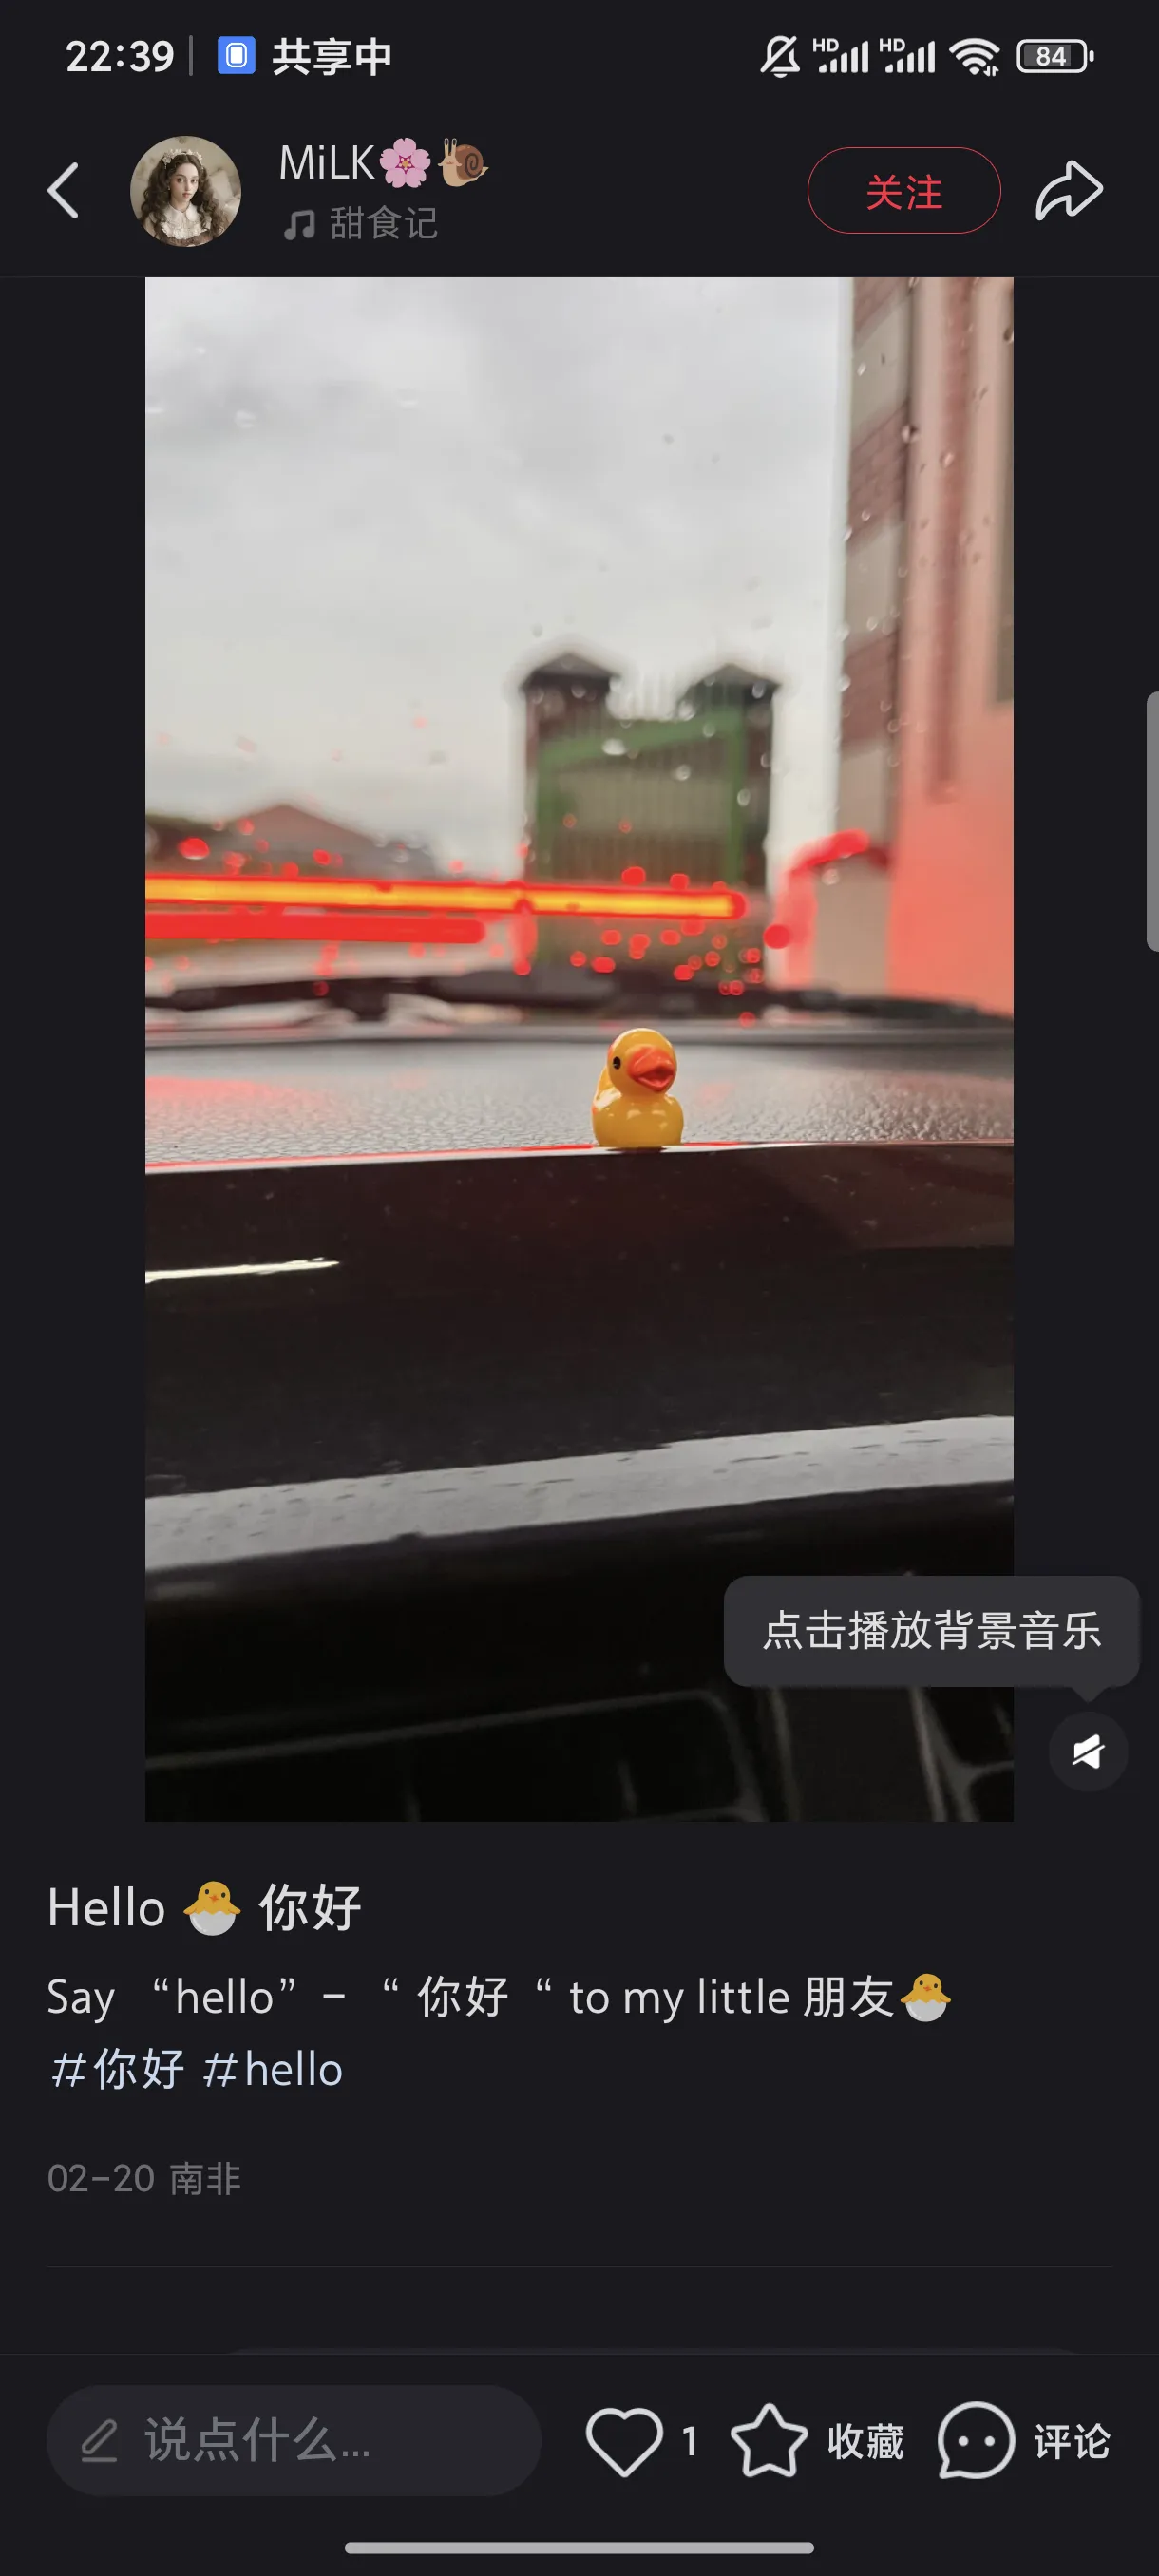 22:39 共享中 HD HD 84
MiLK🌸🐌
甜食记
关注
点击播放背景音乐
Hello 🐣 你好
Say “hello” – “ 你好 “ to my little 朋友🐣
#你好 #hello
02-20 南非
说点什么...
1 收藏 评论